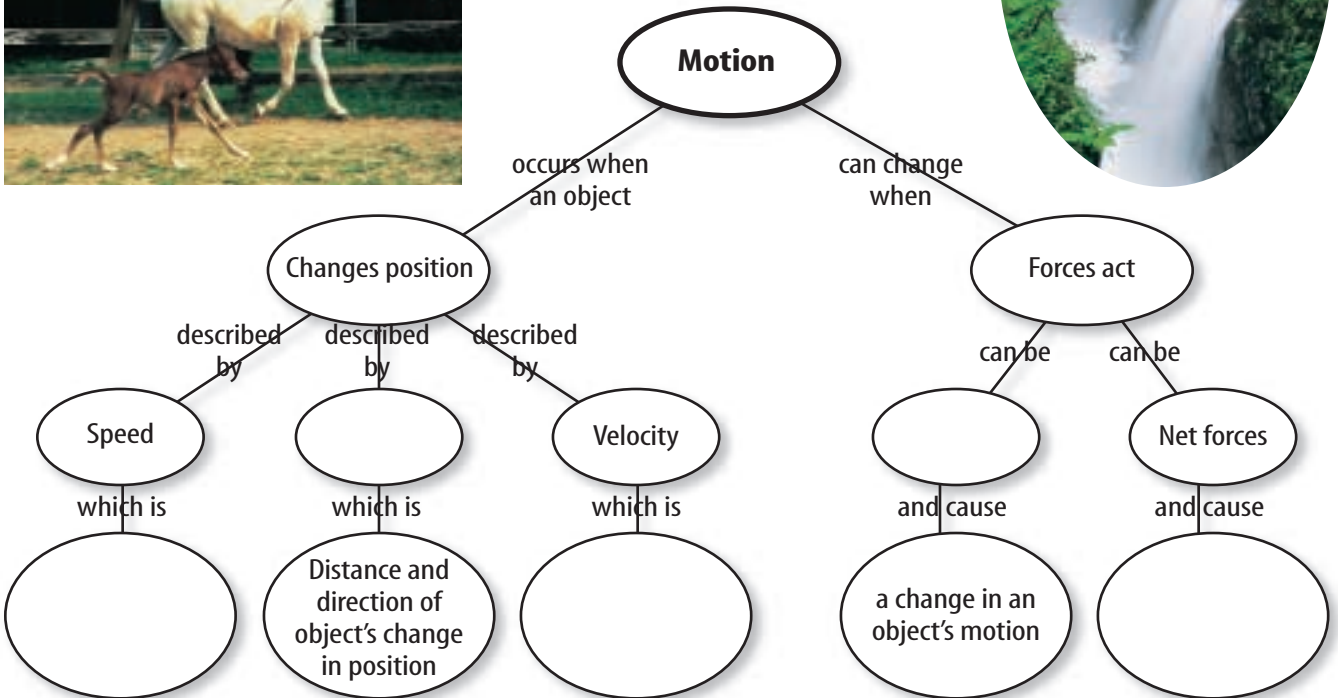 Motion
occurs when
an object
can change
when
Changes position
Forces act
described
by
described
by
described
by
can be
can be
Speed
Velocity
Net forces
which is
which is
which is
and cause
and cause
Distance and
direction of
object's change
in position
a change in an
object's motion